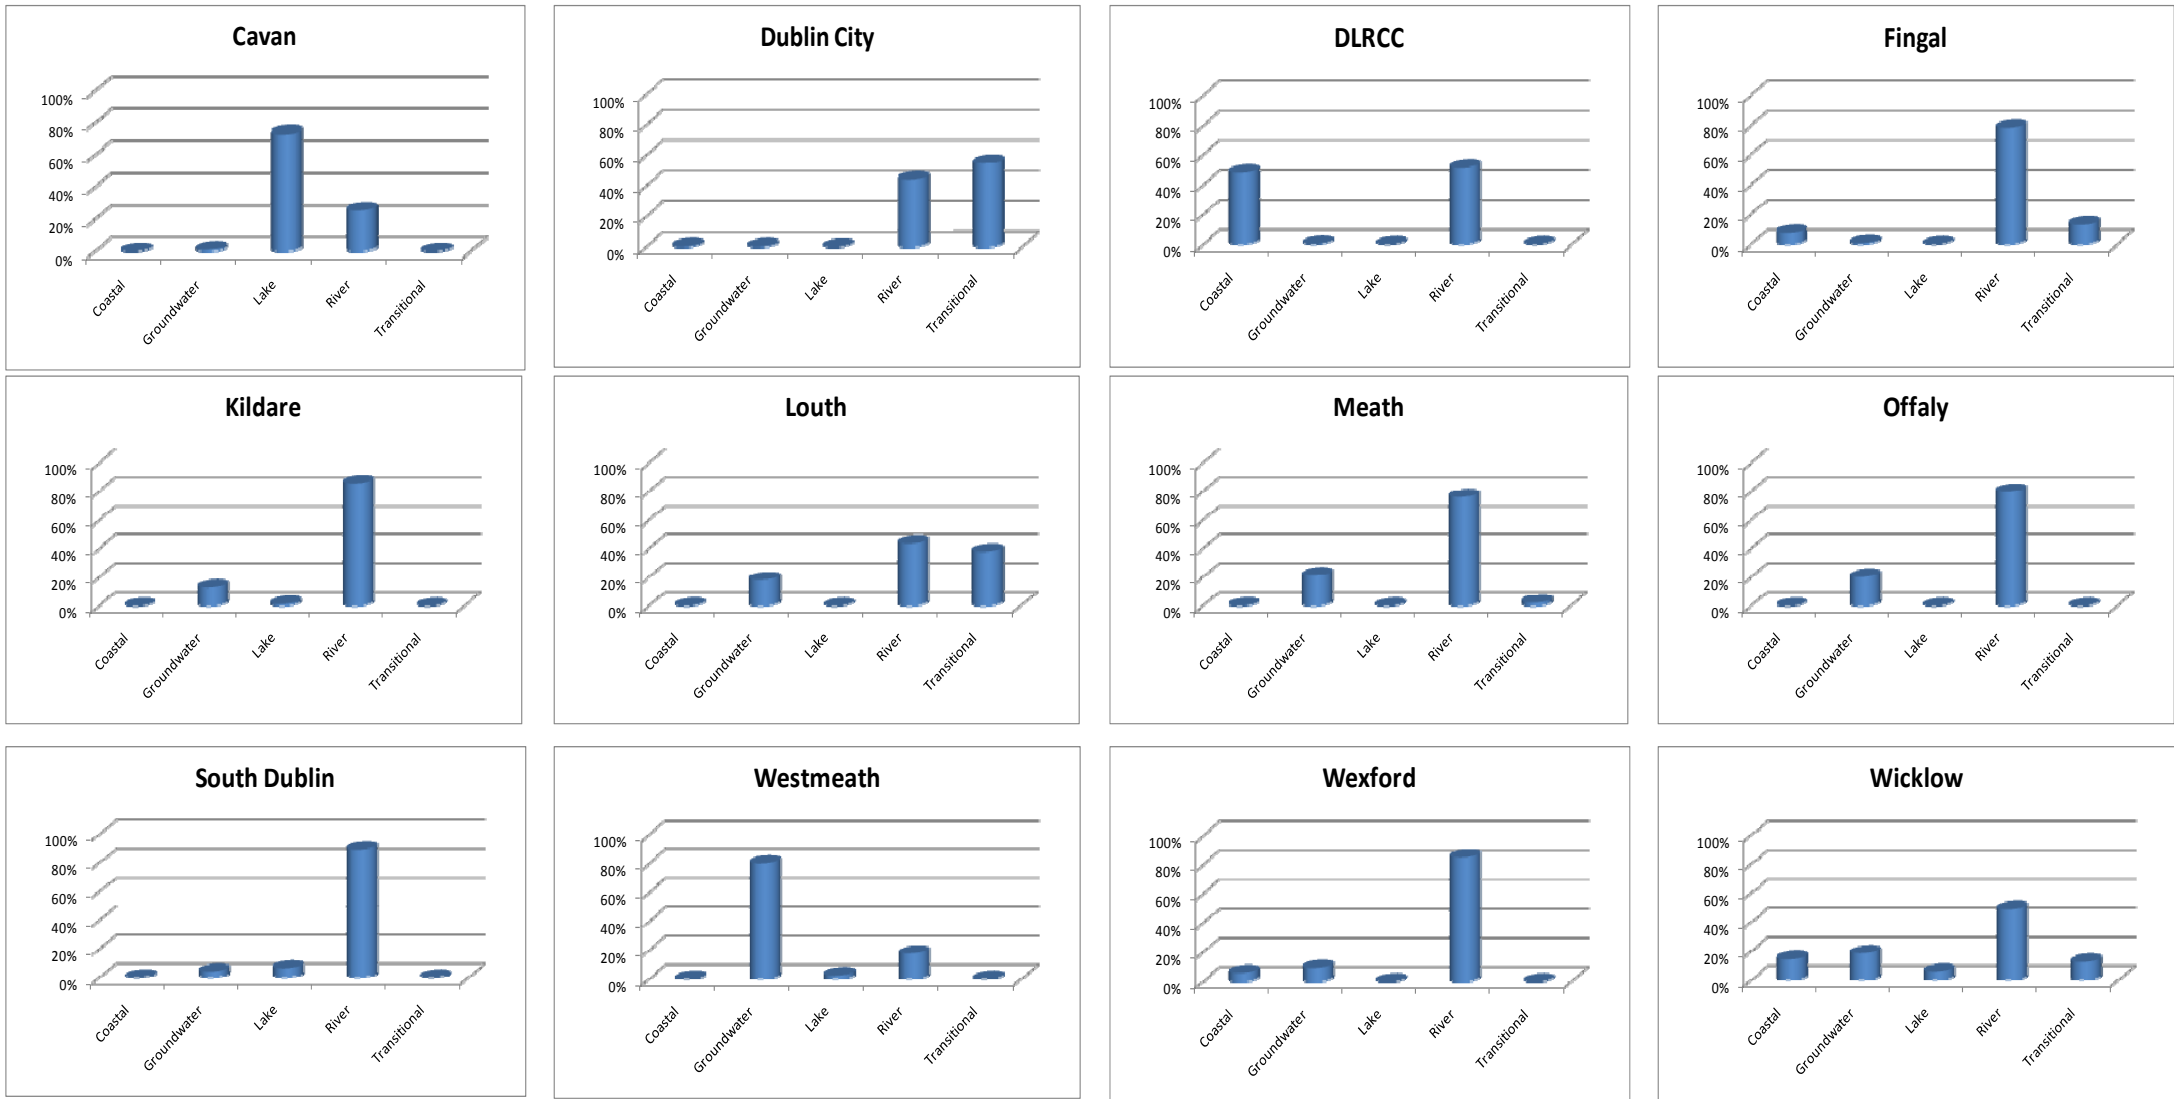 Cavan
100%
80%
60%
40%
20%
0%
Coastal
Groundwater
Lake
River
Transitional
Dublin City
100%
80%
60%
40%
20%
0%
Coastal
Groundwater
Lake
River
Transitional
DLRCC
100%
80%
60%
40%
20%
0%
Coastal
Groundwater
Lake
River
Transitional
Fingal
100%
80%
60%
40%
20%
0%
Coastal
Groundwater
Lake
River
Transitional
Kildare
100%
80%
60%
40%
20%
0%
Coastal
Groundwater
Lake
River
Transitional
Louth
100%
80%
60%
40%
20%
0%
Coastal
Groundwater
Lake
River
Transitional
Meath
100%
80%
60%
40%
20%
0%
Coastal
Groundwater
Lake
River
Transitional
Offaly
100%
80%
60%
40%
20%
0%
Coastal
Groundwater
Lake
River
Transitional
South Dublin
100%
80%
60%
40%
20%
0%
Coastal
Groundwater
Lake
River
Transitional
Westmeath
100%
80%
60%
40%
20%
0%
Coastal
Groundwater
Lake
River
Transitional
Wexford
100%
80%
60%
40%
20%
0%
Coastal
Groundwater
Lake
River
Transitional
Wicklow
100%
80%
60%
40%
20%
0%
Coastal
Groundwater
Lake
River
Transitional